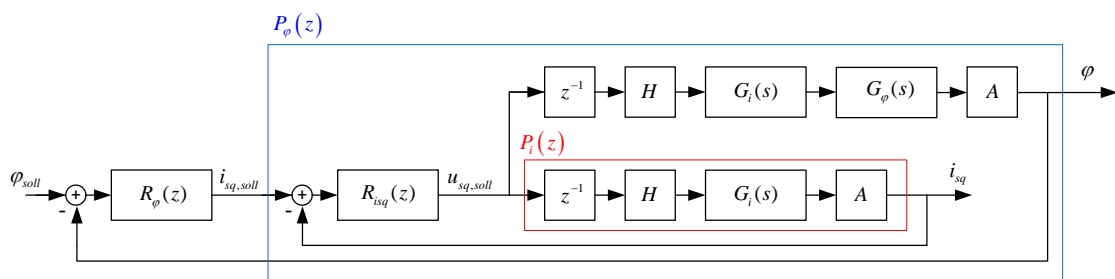 P_φ(z)
φ
z⁻¹ H G_i(s) G_φ(s) A
P_i(z)
φ_soll + - R_φ(z) i_sq,soll + - R_isq(z) u_sq,soll z⁻¹ H G_i(s) A i_sq